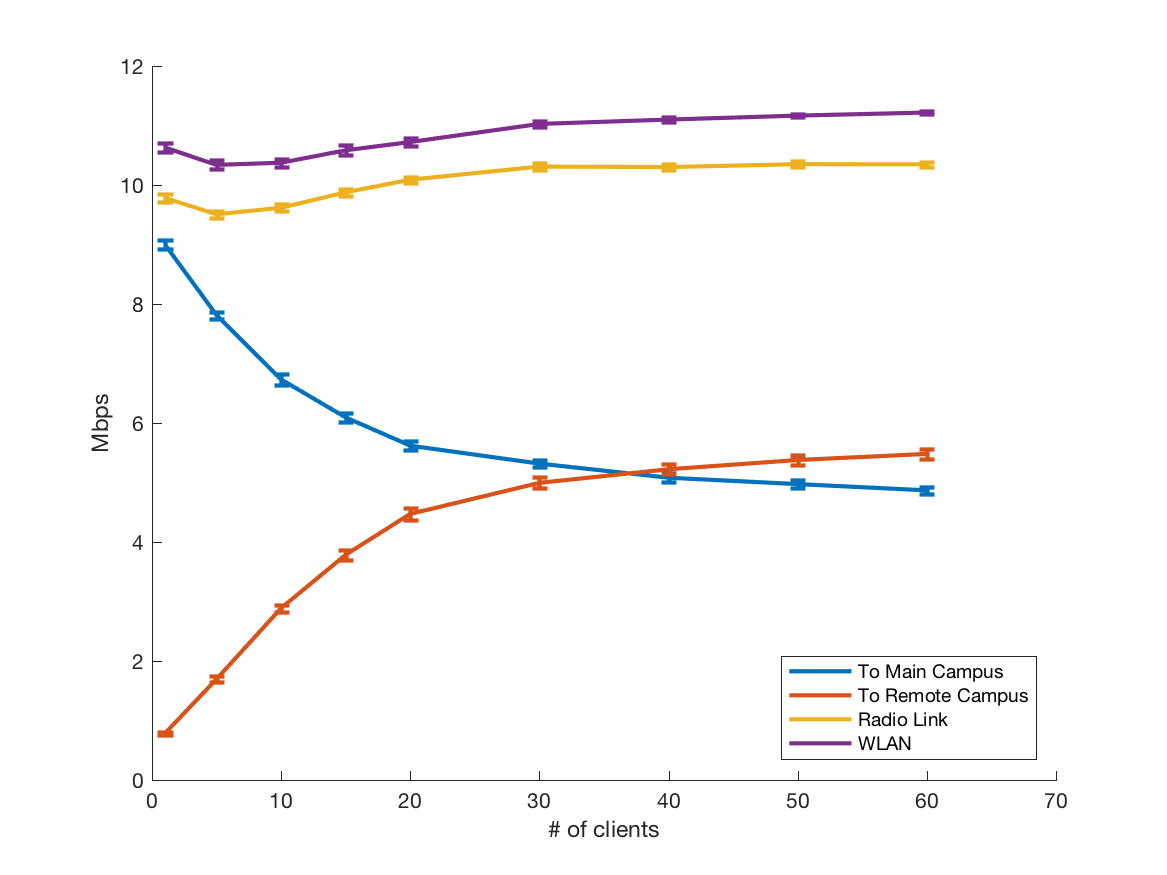 12
10
8
6
4
2
0
Mbps
0 10 20 30 40 50 60 70
# of clients
To Main Campus
To Remote Campus
Radio Link
WLAN